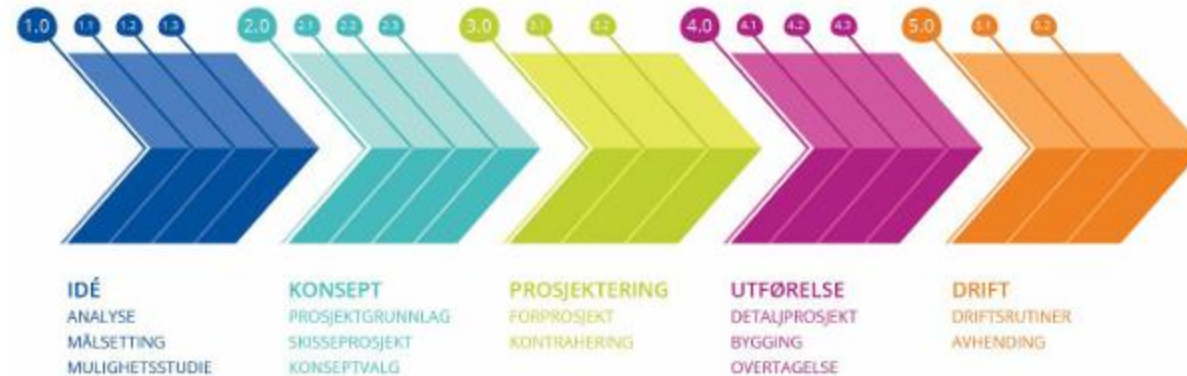 1.0 1.1 1.2 1.3 2.0 2.1 2.2 2.3 3.0 3.1 3.2 4.0 4.1 4.2 4.3 5.0 5.1 5.2
IDÉ
ANALYSE
MÅLSETTING
MULIGHETSSTUDIE
KONSEPT
PROSJEKTGRUNNLAG
SKISSEPROSJEKT
KONSEPTVALG
PROSJEKTERING
FORPROSJEKT
KONTRAHERING
UTFØRELSE
DETALJPROSJEKT
BYGGING
OVERTAGELSE
DRIFT
DRIFTSRUTINER
AVHENDING